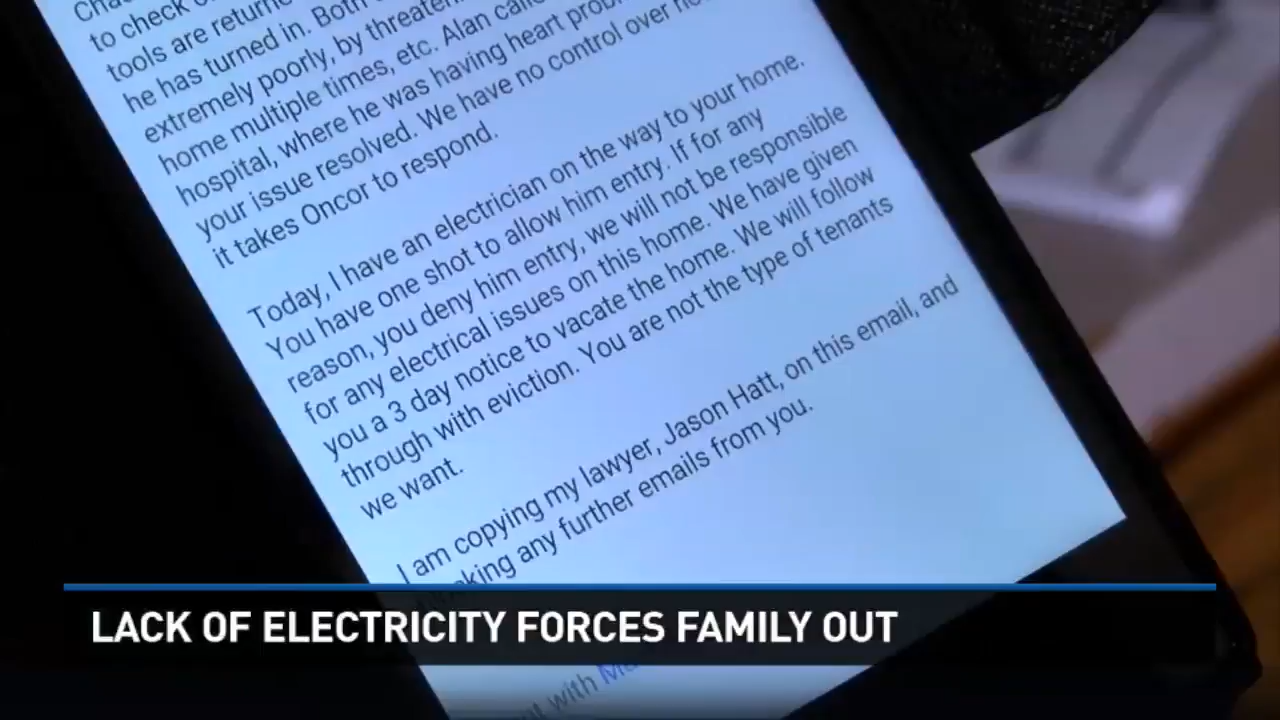 to check
tools are
he has turned in. Both
extremely poorly, by
home multiple times, etc. Alan
hospital, where he was having heart
your issue resolved. We have no control over
it takes Oncor to respond.
Today, I have an electrician on the way to your home.
You have one shot to allow him entry. If for any
reason, you deny him entry, we will not be responsible
for any electrical issues on this home. We have given
you a 3 day notice to vacate the home. We will follow
through with eviction. You are not the type of tenants
we want.
I am copying my lawyer, Jason Hatt, on this email, and
any further emails from you.
LACK OF ELECTRICITY FORCES FAMILY OUT
with